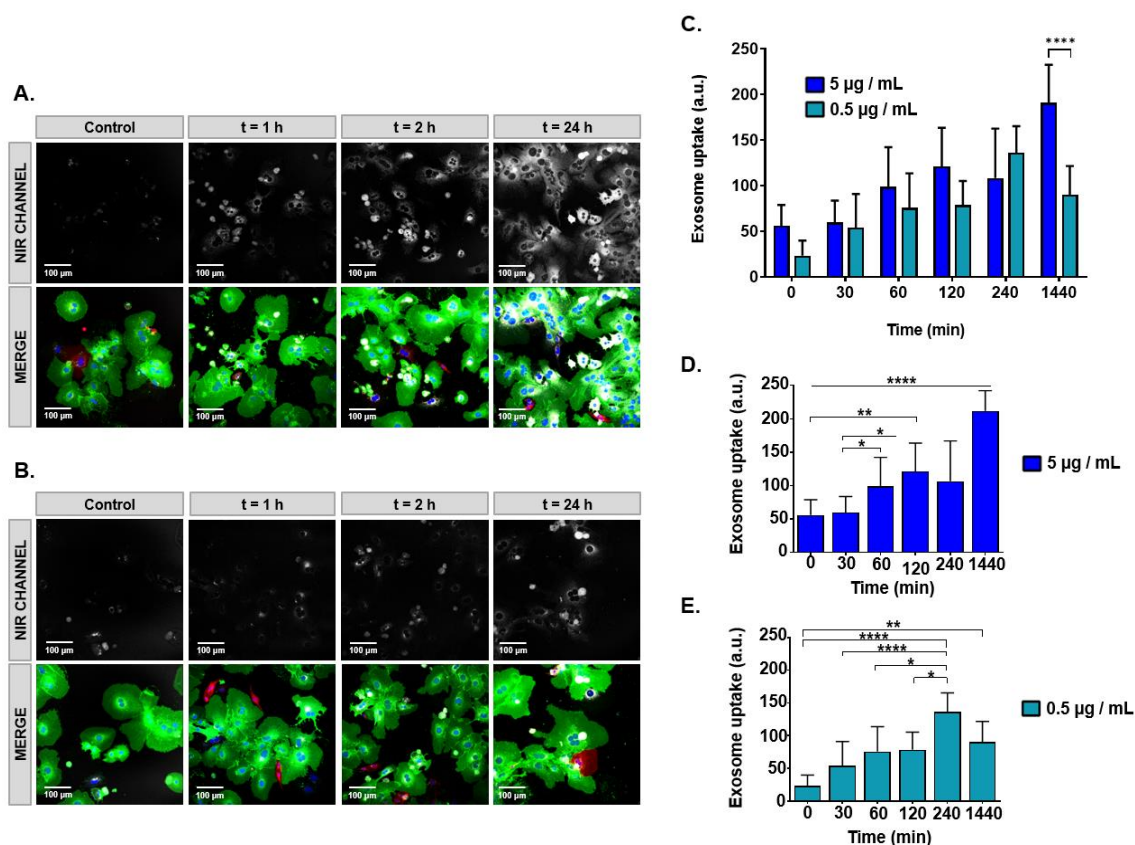 A.
Control
t = 1 h
t = 2 h
t = 24 h
NIR CHANNEL
100 µm
100 µm
100 µm
100 µm
MERGE
100 µm
100 µm
100 µm
100 µm
B.
Control
t = 1 h
t = 2 h
t = 24 h
NIR CHANNEL
100 µm
100 µm
100 µm
100 µm
MERGE
100 µm
100 µm
100 µm
100 µm
C.
Exosome uptake (a.u.)
250
200
150
100
50
0
5 µg / mL
0.5 µg / mL
****
0 30 60 120 240 1440
Time (min)
D.
Exosome uptake (a.u.)
250
200
150
100
50
0
****
**
*
*
5 µg / mL
0 30 60 120 240 1440
Time (min)
E.
Exosome uptake (a.u.)
250
200
150
100
50
0
**
****
****
*
*
0.5 µg / mL
0 30 60 120 240 1440
Time (min)